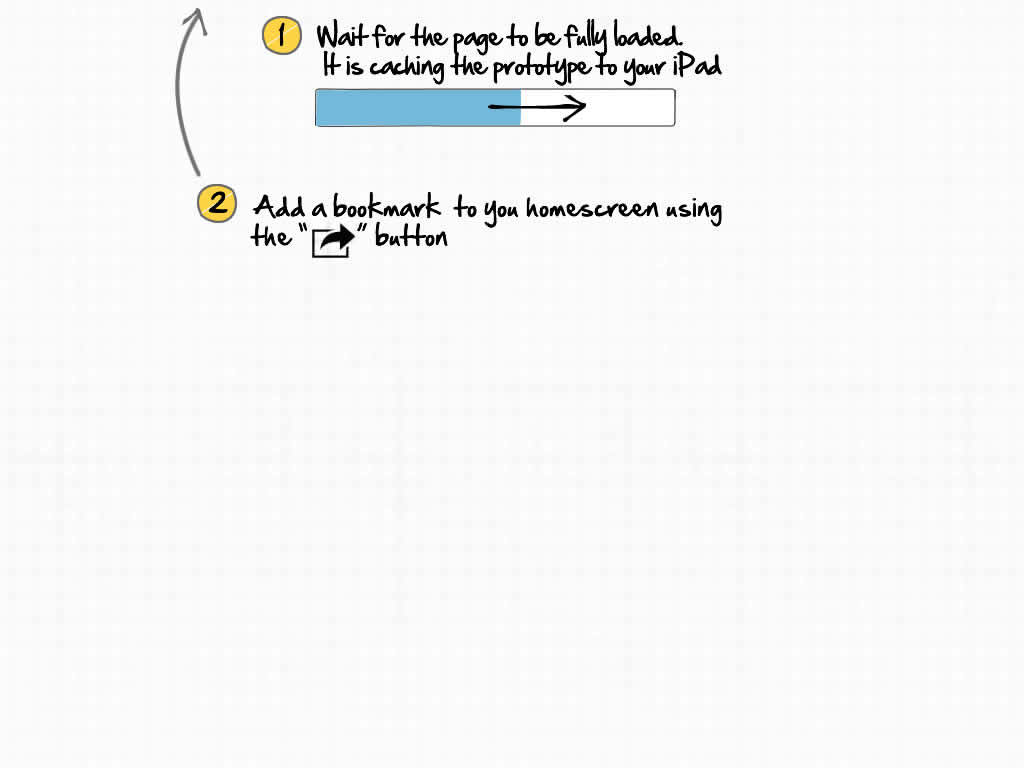 1 Wait for the page to be fully loaded.
It is caching the prototype to your iPad
2 Add a bookmark to you homescreen using
the " " button